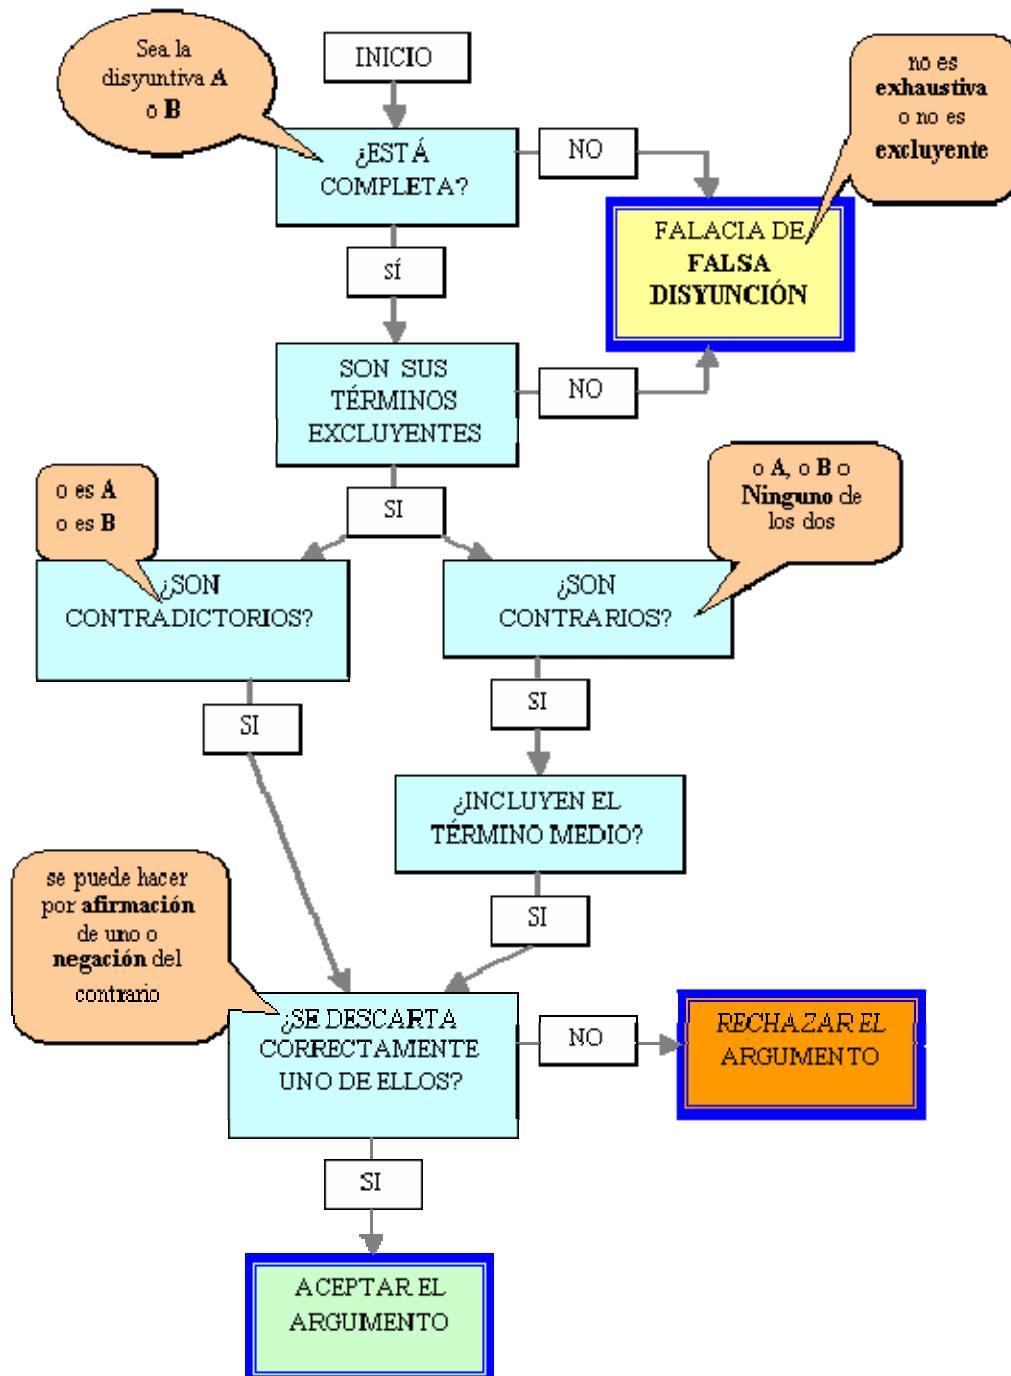 Sea la
disyuntiva A
o B
INICIO
no es
exhaustiva
o no es
excluyente
¿ESTÁ
COMPLETA?
NO
FALACIA DE
FALSA
DISYUNCIÓN
SÍ
SON SUS
TÉRMINOS
EXCLUYENTES
NO
o es A
o es B
SI
o A, o B o
Ninguno de
los dos
¿SON
CONTRADICTORIOS?
¿SON
CONTRARIOS?
SI
SI
¿INCLUYEN EL
TÉRMINO MEDIO?
se puede hacer
por afirmación
de uno o
negación del
contrario
SI
¿SE DESCARTA
CORRECTAMENTE
UNO DE ELLOS?
NO
RECHAZAR EL
ARGUMENTO
SI
ACEPTAR EL
ARGUMENTO